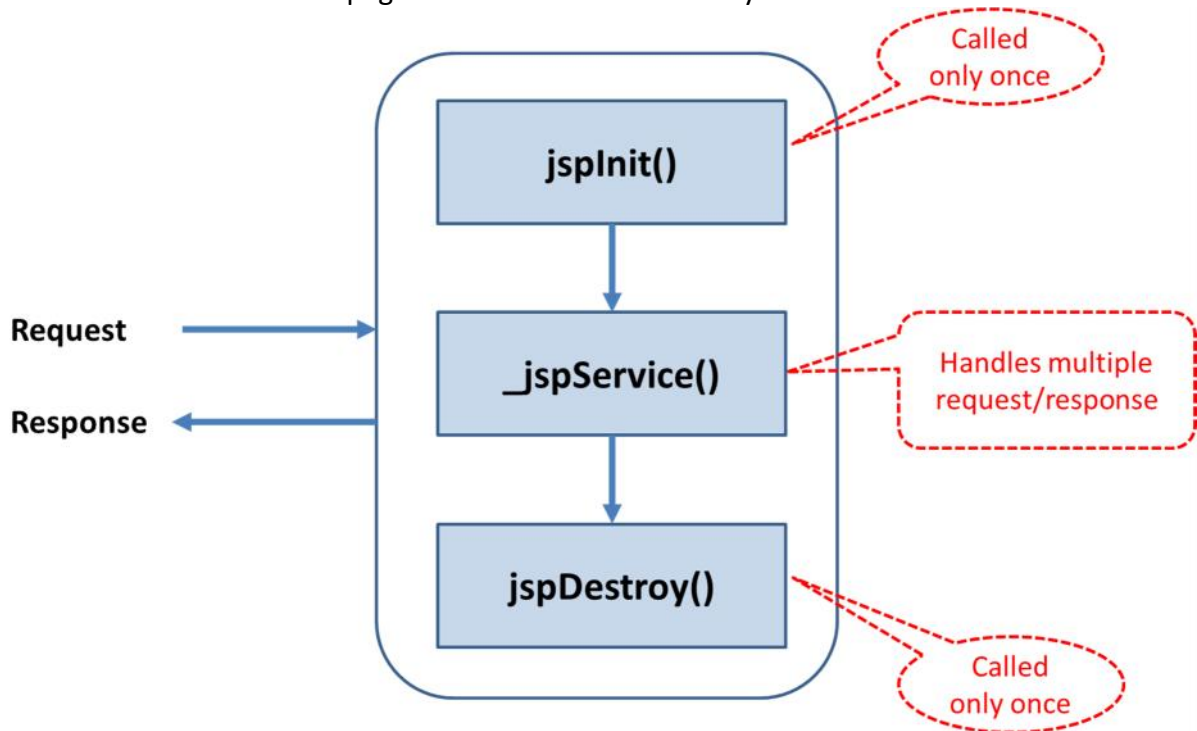 Called
only once
jspInit()
Request
_jspService()
Handles multiple
request/response
Response
jspDestroy()
Called
only once